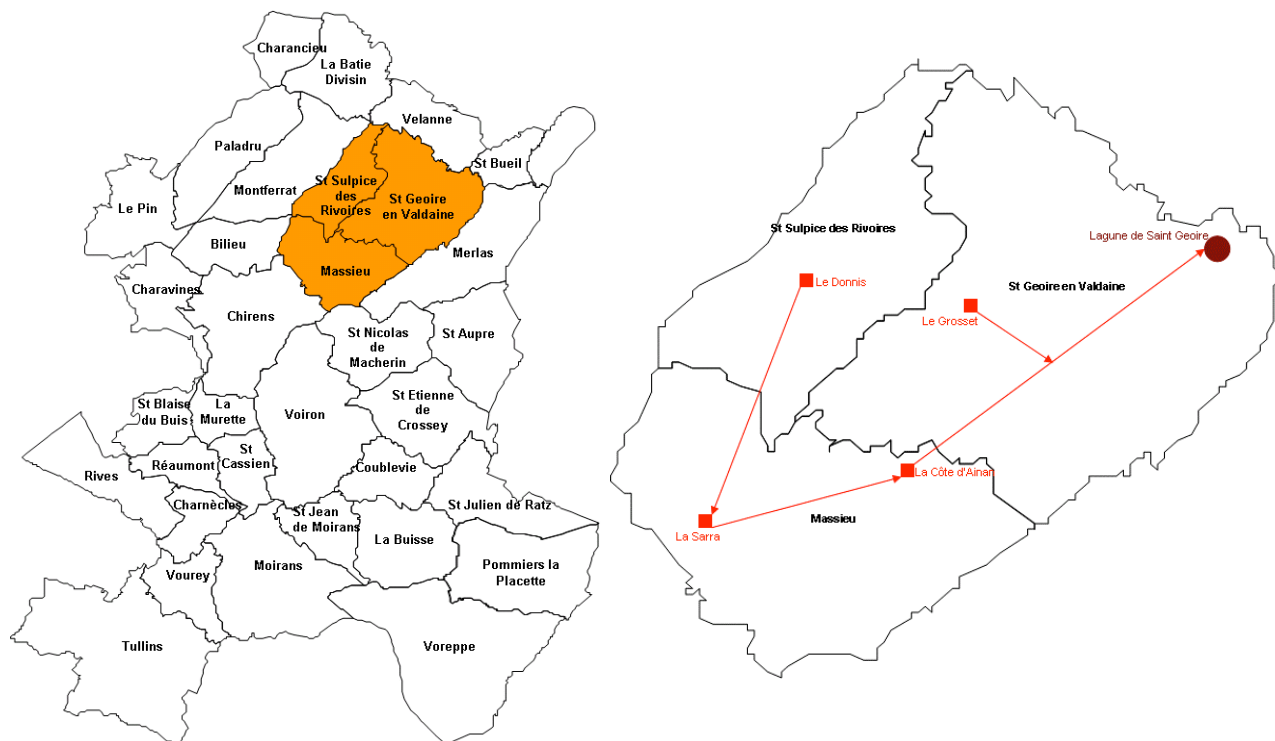 Charancieu
La Batie
Divisin
Velanne
Paladru
St Bueil
Montferrat
St Sulpice
des
Rivoires
St Geoire
en Valdaine
Le Pin
Bilieu
Merlas
Massieu
Charavines
Chirens
St Nicolas
de
Macherin
St Aupre
St Blaise
du Buis
La
Murette
Voiron
St Etienne
de
Crossey
Réaumont
St
Cassien
Coublevie
Rives
Charnècles
St Jean
de Moirans
St Julien de Ratz
La Buisse
Vourey
Moirans
Pommiers la
Placette
Tullins
Voreppe
St Sulpice des Rivoires
Lagune de Saint Geoire
Le Donnis
St Geoire en Valdaine
Le Grosset
La Côte d'Ainan
Massieu
La Sarra